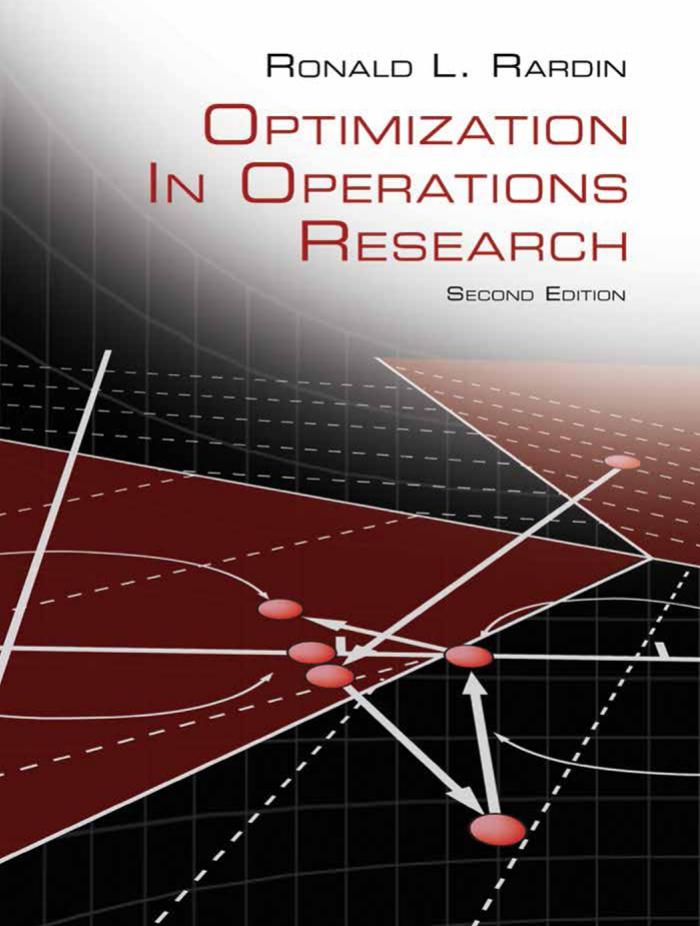 Ronald L. Rardin
Optimization
In Operations
Research
Second Edition